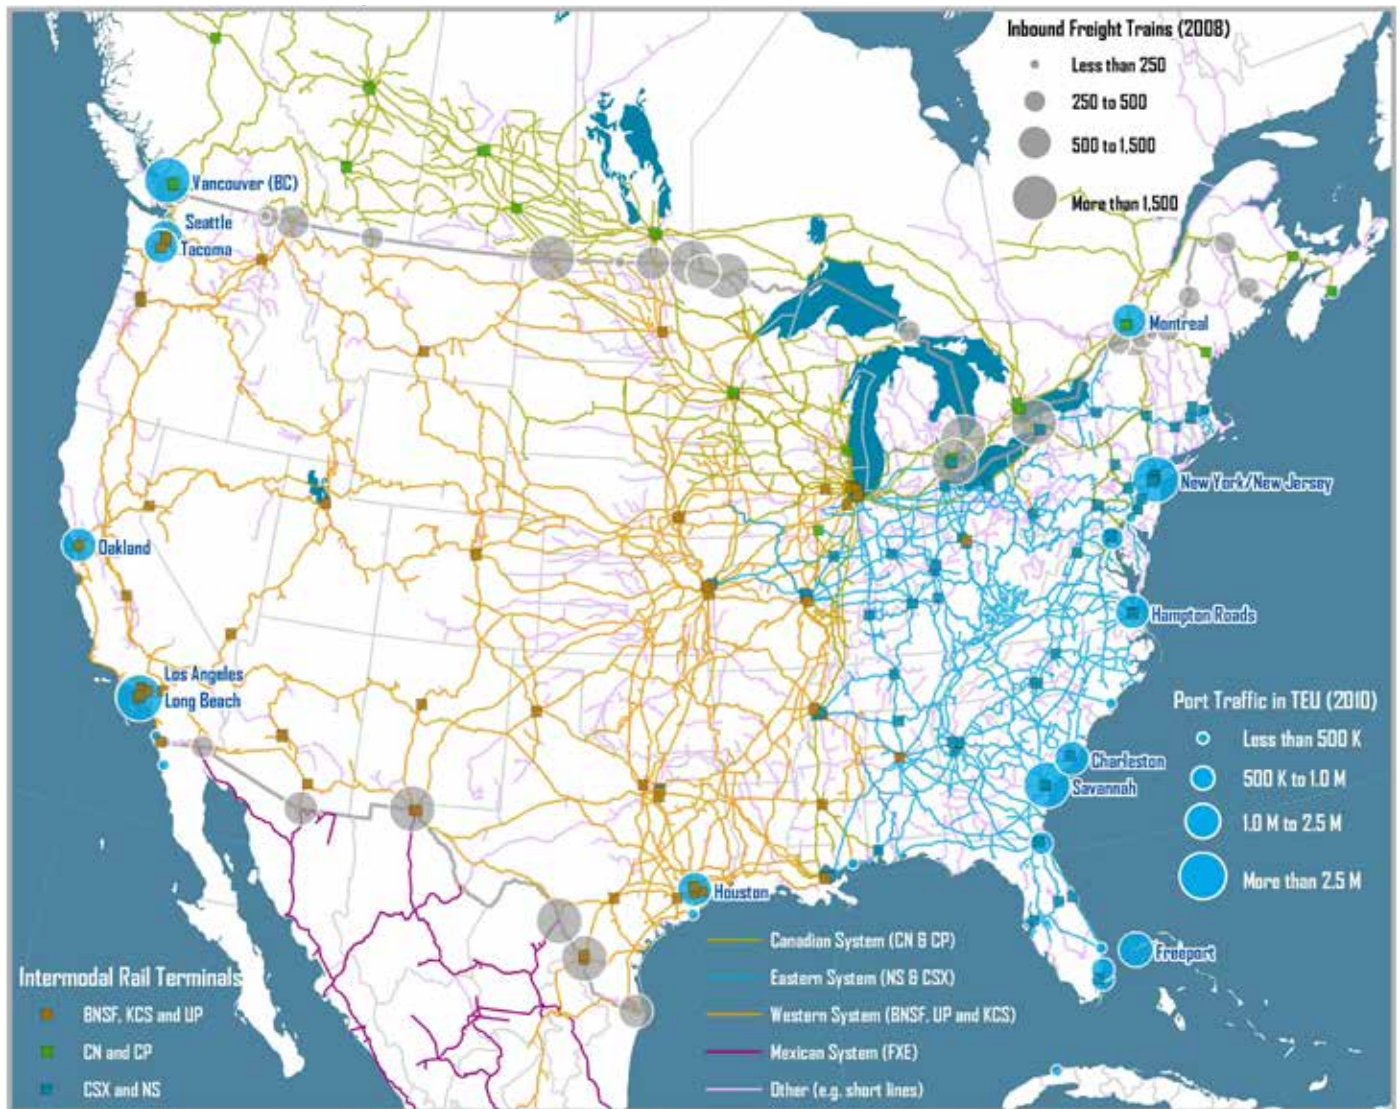 Inbound Freight Trains (2008)
Less than 250
250 to 500
500 to 1,500
More than 1,500
Vancouver (BC)
Seattle
Tacoma
Montreal
New York/New Jersey
Oakland
Hampton Roads
Los Angeles
Long Beach
Port Traffic in TEU (2010)
Less than 500 K
500 K to 1.0 M
1.0 M to 2.5 M
More than 2.5 M
Charleston
Savannah
Houston
Freeport
Intermodal Rail Terminals
BNSF, KCS and UP
CN and CP
CSX and NS
Canadian System (CN & CP)
Eastern System (NS & CSX)
Western System (BNSF, UP and KCS)
Mexican System (FXE)
Other (e.g. short lines)